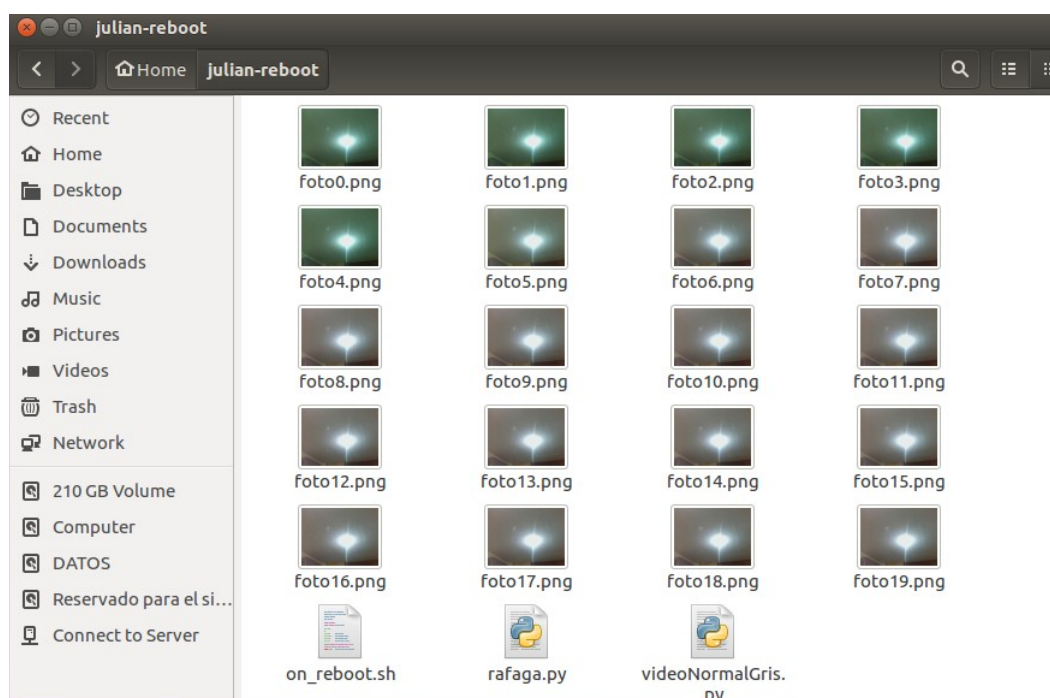 julian-reboot
Home julian-reboot
Recent
Home
Desktop
Documents
Downloads
Music
Pictures
Videos
Trash
Network
210 GB Volume
Computer
DATOS
Reservado para el si...
Connect to Server
foto0.png foto1.png foto2.png foto3.png
foto4.png foto5.png foto6.png foto7.png
foto8.png foto9.png foto10.png foto11.png
foto12.png foto13.png foto14.png foto15.png
foto16.png foto17.png foto18.png foto19.png
on_reboot.sh rafaga.py videoNormalGris.
py